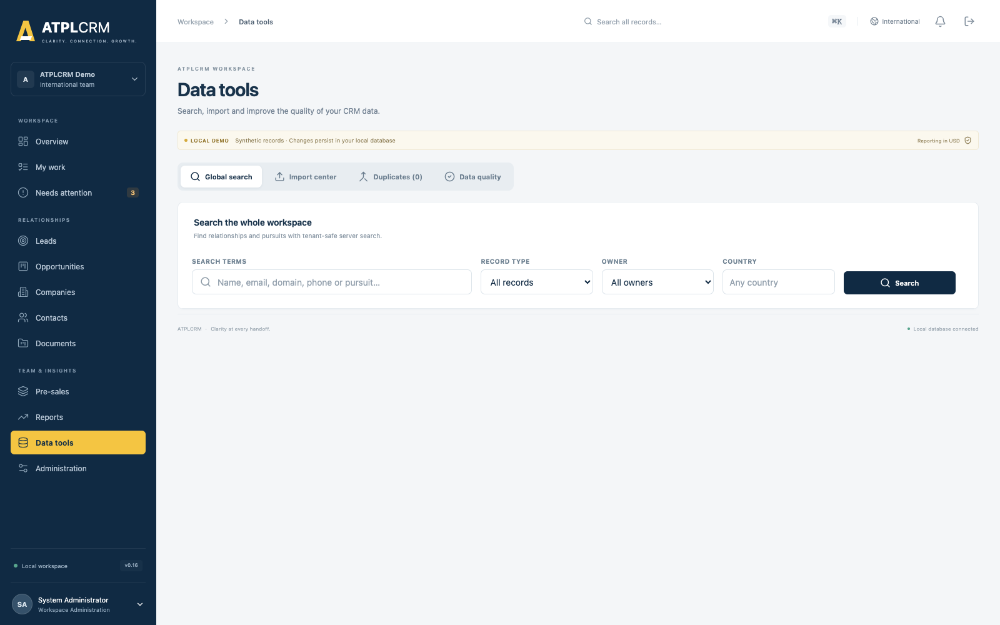 ATPLCRM
CLARITY. CONNECTION. GROWTH.
A
ATPLCRM Demo
International team
WORKSPACE
Overview
My work
Needs attention
3
RELATIONSHIPS
Leads
Opportunities
Companies
Contacts
Documents
TEAM & INSIGHTS
Pre-sales
Reports
Data tools
Administration
Local workspace
v0.16
SA
System Administrator
Workspace Administration
Workspace
Data tools
Search all records...
⌘K
International
ATPLCRM WORKSPACE
Data tools
Search, import and improve the quality of your CRM data.
LOCAL DEMO
Synthetic records · Changes persist in your local database
Reporting in USD
Global search
Import center
Duplicates (0)
Data quality
Search the whole workspace
Find relationships and pursuits with tenant-safe server search.
SEARCH TERMS
RECORD TYPE
OWNER
COUNTRY
Name, email, domain, phone or pursuit...
All records
All owners
Any country
Search
ATPLCRM · Clarity at every handoff.
Local database connected